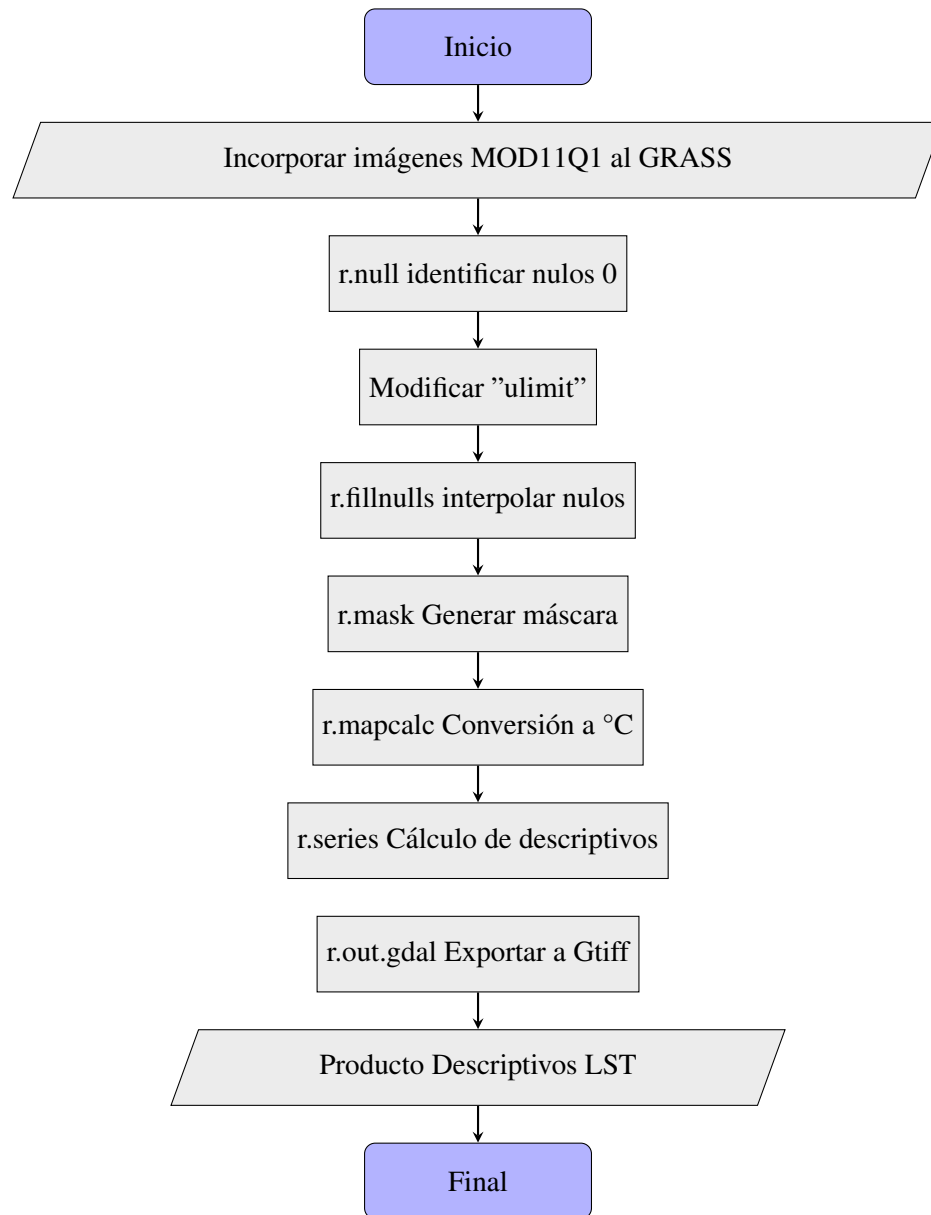 Inicio
Incorporar imágenes MOD11Q1 al GRASS
r.null identificar nulos 0
Modificar ”ulimit”
r.fillnulls interpolar nulos
r.mask Generar máscara
r.mapcalc Conversión a °C
r.series Cálculo de descriptivos
r.out.gdal Exportar a Gtiff
Producto Descriptivos LST
Final